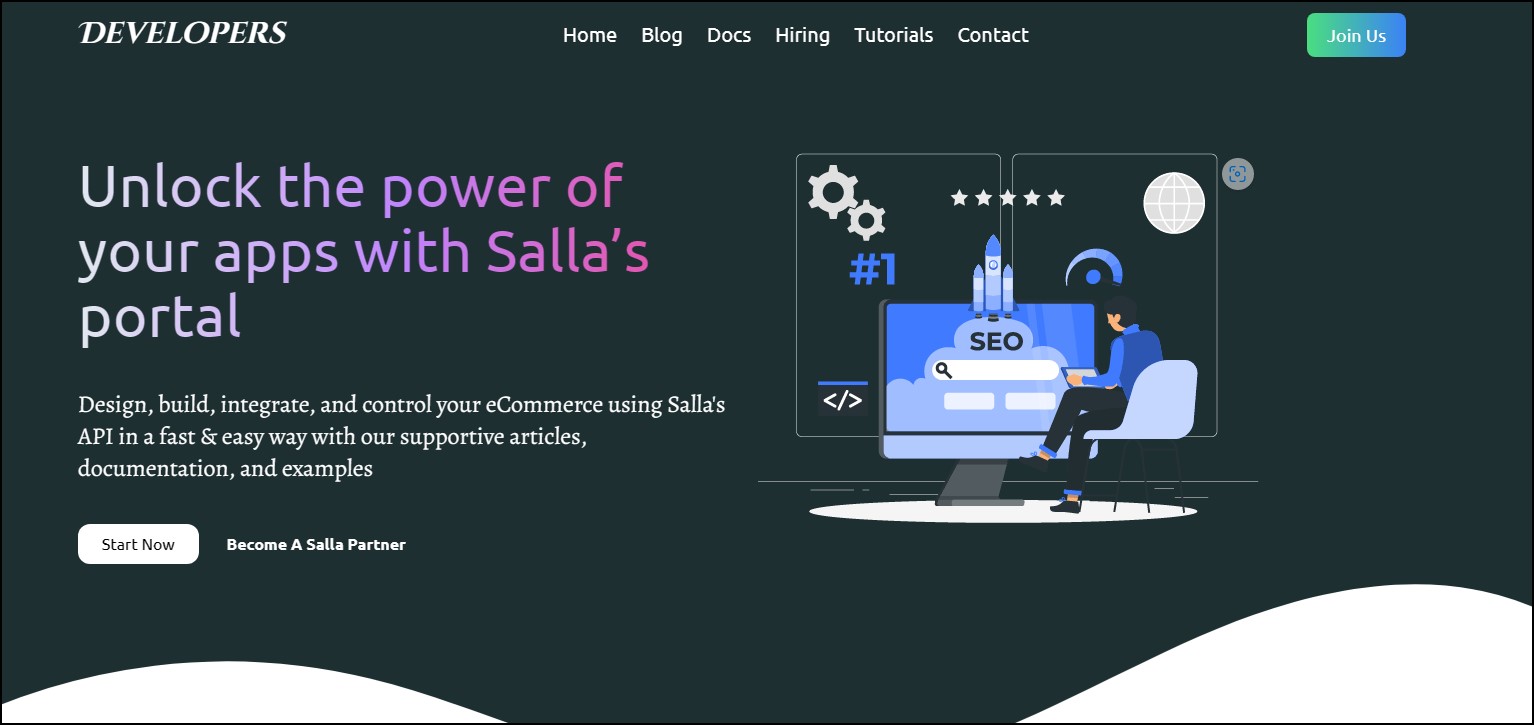 DEVELOPERS
Home Blog Docs Hiring Tutorials Contact
Join Us
Unlock the power of
your apps with Salla’s
portal
Design, build, integrate, and control your eCommerce using Salla's
API in a fast & easy way with our supportive articles,
documentation, and examples
Start Now
Become A Salla Partner
#1
SEO
</>